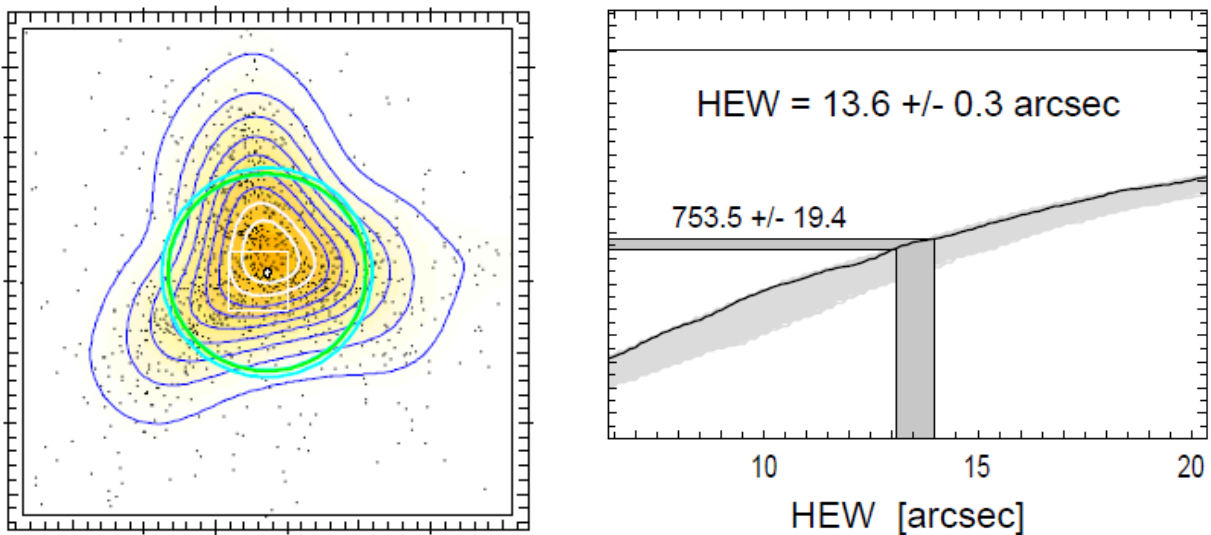 HEW = 13.6 +/- 0.3 arcsec
753.5 +/- 19.4
10 15 20
HEW [arcsec]